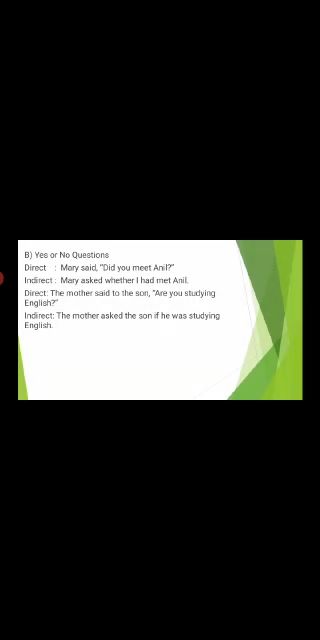 B) Yes or No Questions
Direct : Mary said, "Did you meet Anil?"
Indirect : Mary asked whether I had met Anil.
Direct: The mother said to the son, "Are you studying
English?"
Indirect: The mother asked the son if he was studying
English.